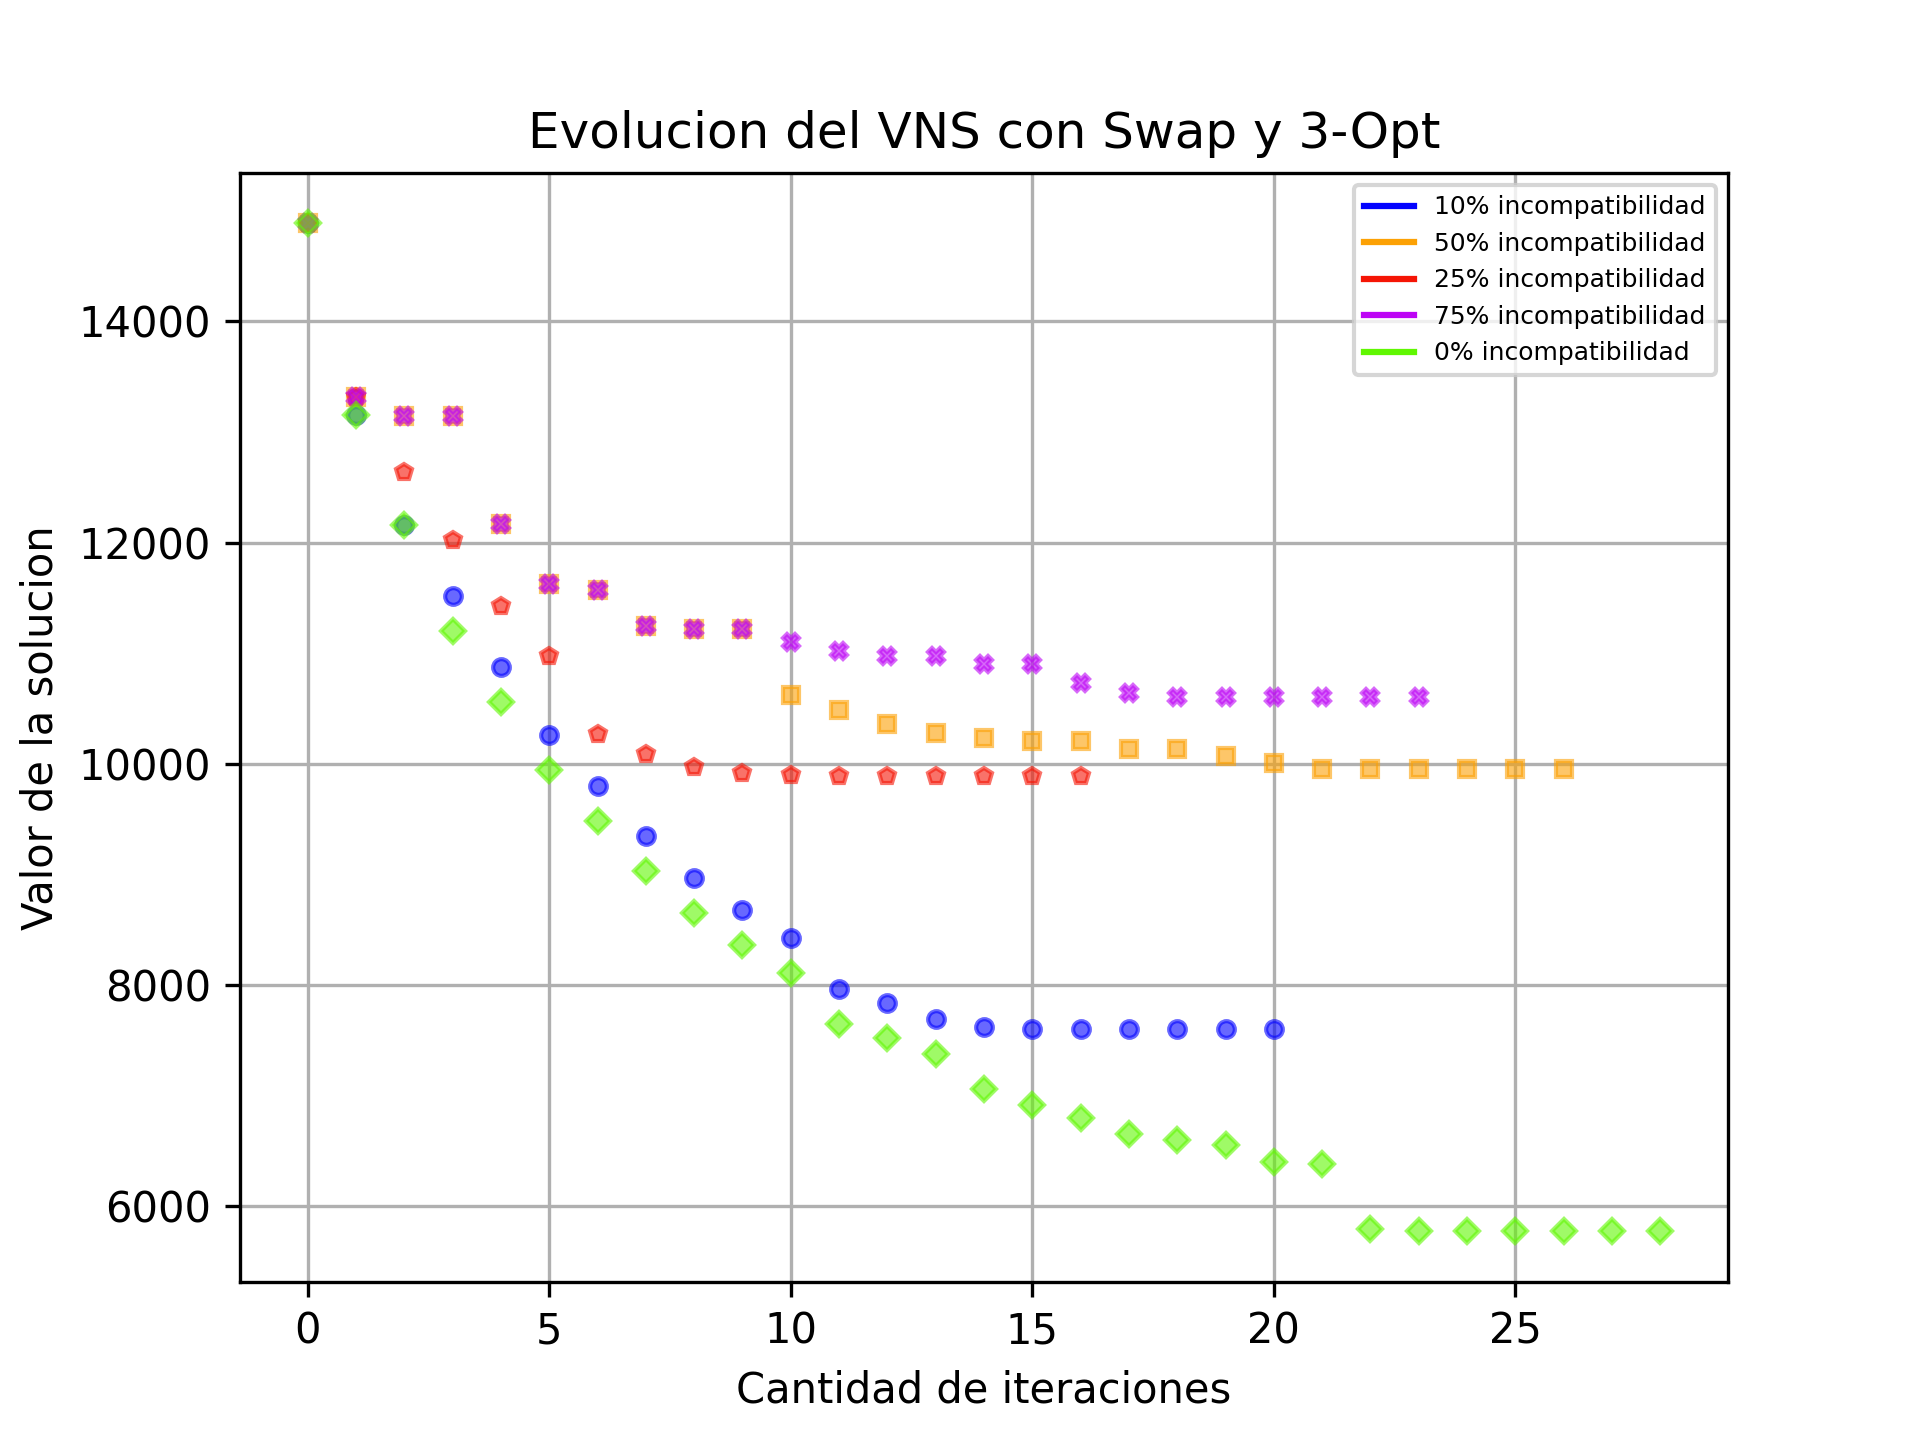 Evolucion del VNS con Swap y 3-Opt
10% incompatibilidad
50% incompatibilidad
25% incompatibilidad
75% incompatibilidad
0% incompatibilidad
Valor de la solucion
14000
12000
10000
8000
6000
0 5 10 15 20 25
Cantidad de iteraciones